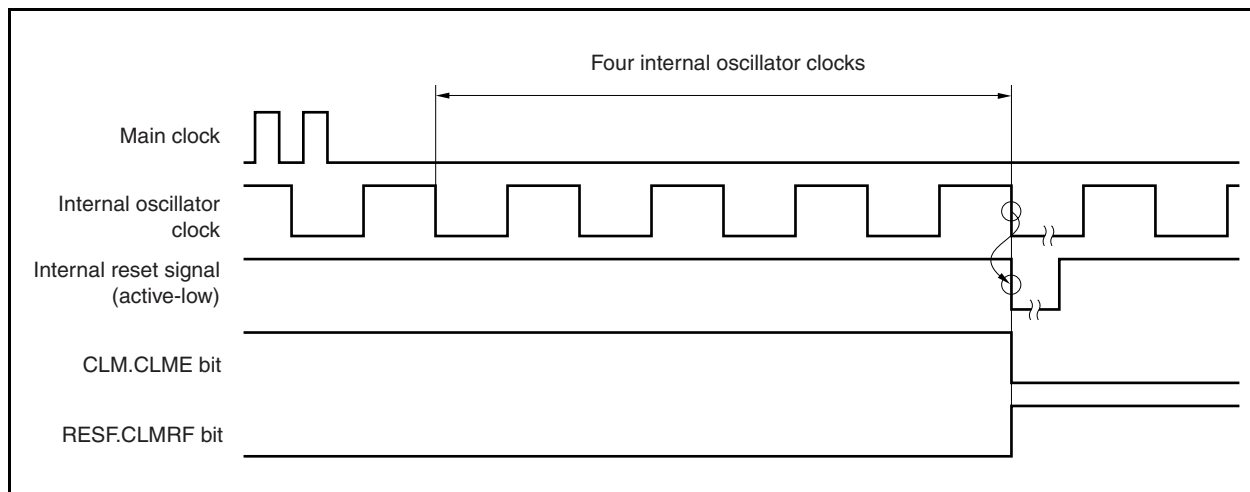 Four internal oscillator clocks
Main clock
Internal oscillator
clock
Internal reset signal
(active-low)
CLM.CLME bit
RESF.CLMRF bit